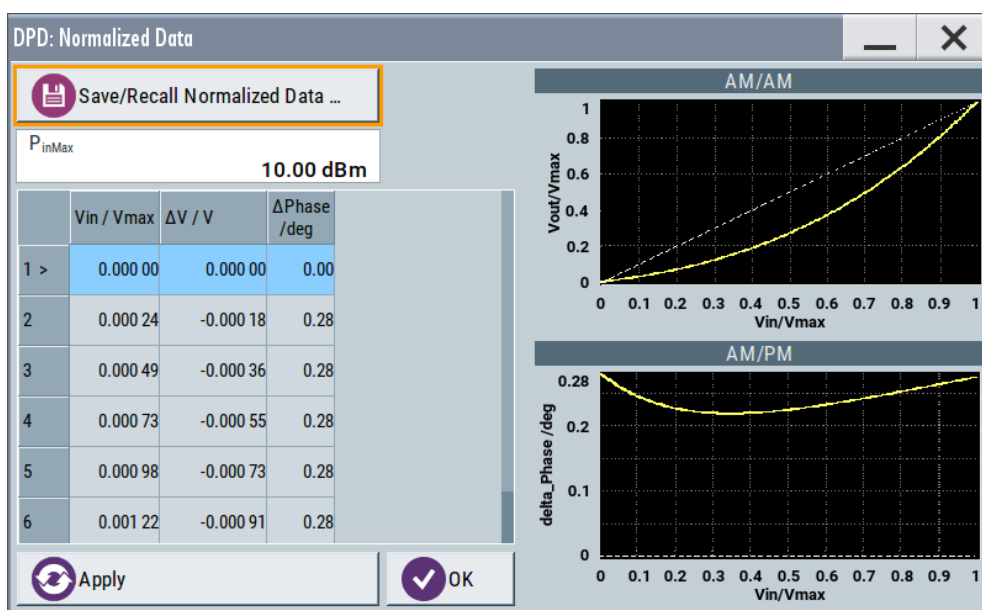 DPD: Normalized Data
Save/Recall Normalized Data ...
PinMax
10.00 dBm
Vin / Vmax ΔV / V ΔPhase /deg
1 > 0.000 00 0.000 00 0.00
2 0.000 24 -0.000 18 0.28
3 0.000 49 -0.000 36 0.28
4 0.000 73 -0.000 55 0.28
5 0.000 98 -0.000 73 0.28
6 0.001 22 -0.000 91 0.28
Apply
OK
AM/AM
Vout/Vmax
1
0.8
0.6
0.4
0.2
0
0 0.1 0.2 0.3 0.4 0.5 0.6 0.7 0.8 0.9 1
Vin/Vmax
AM/PM
delta_Phase /deg
0.28
0.2
0.1
0
0 0.1 0.2 0.3 0.4 0.5 0.6 0.7 0.8 0.9 1
Vin/Vmax